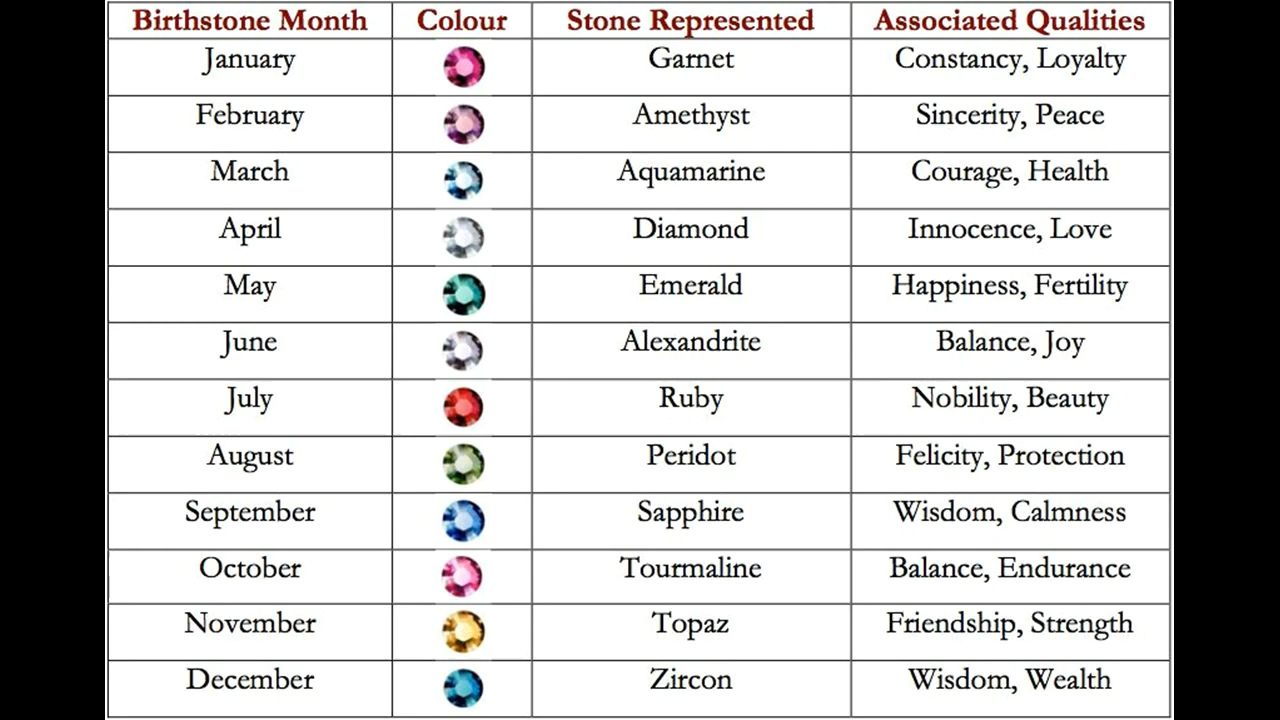 Birthstone Month Colour Stone Represented Associated Qualities
January Garnet Constancy, Loyalty
February Amethyst Sincerity, Peace
March Aquamarine Courage, Health
April Diamond Innocence, Love
May Emerald Happiness, Fertility
June Alexandrite Balance, Joy
July Ruby Nobility, Beauty
August Peridot Felicity, Protection
September Sapphire Wisdom, Calmness
October Tourmaline Balance, Endurance
November Topaz Friendship, Strength
December Zircon Wisdom, Wealth